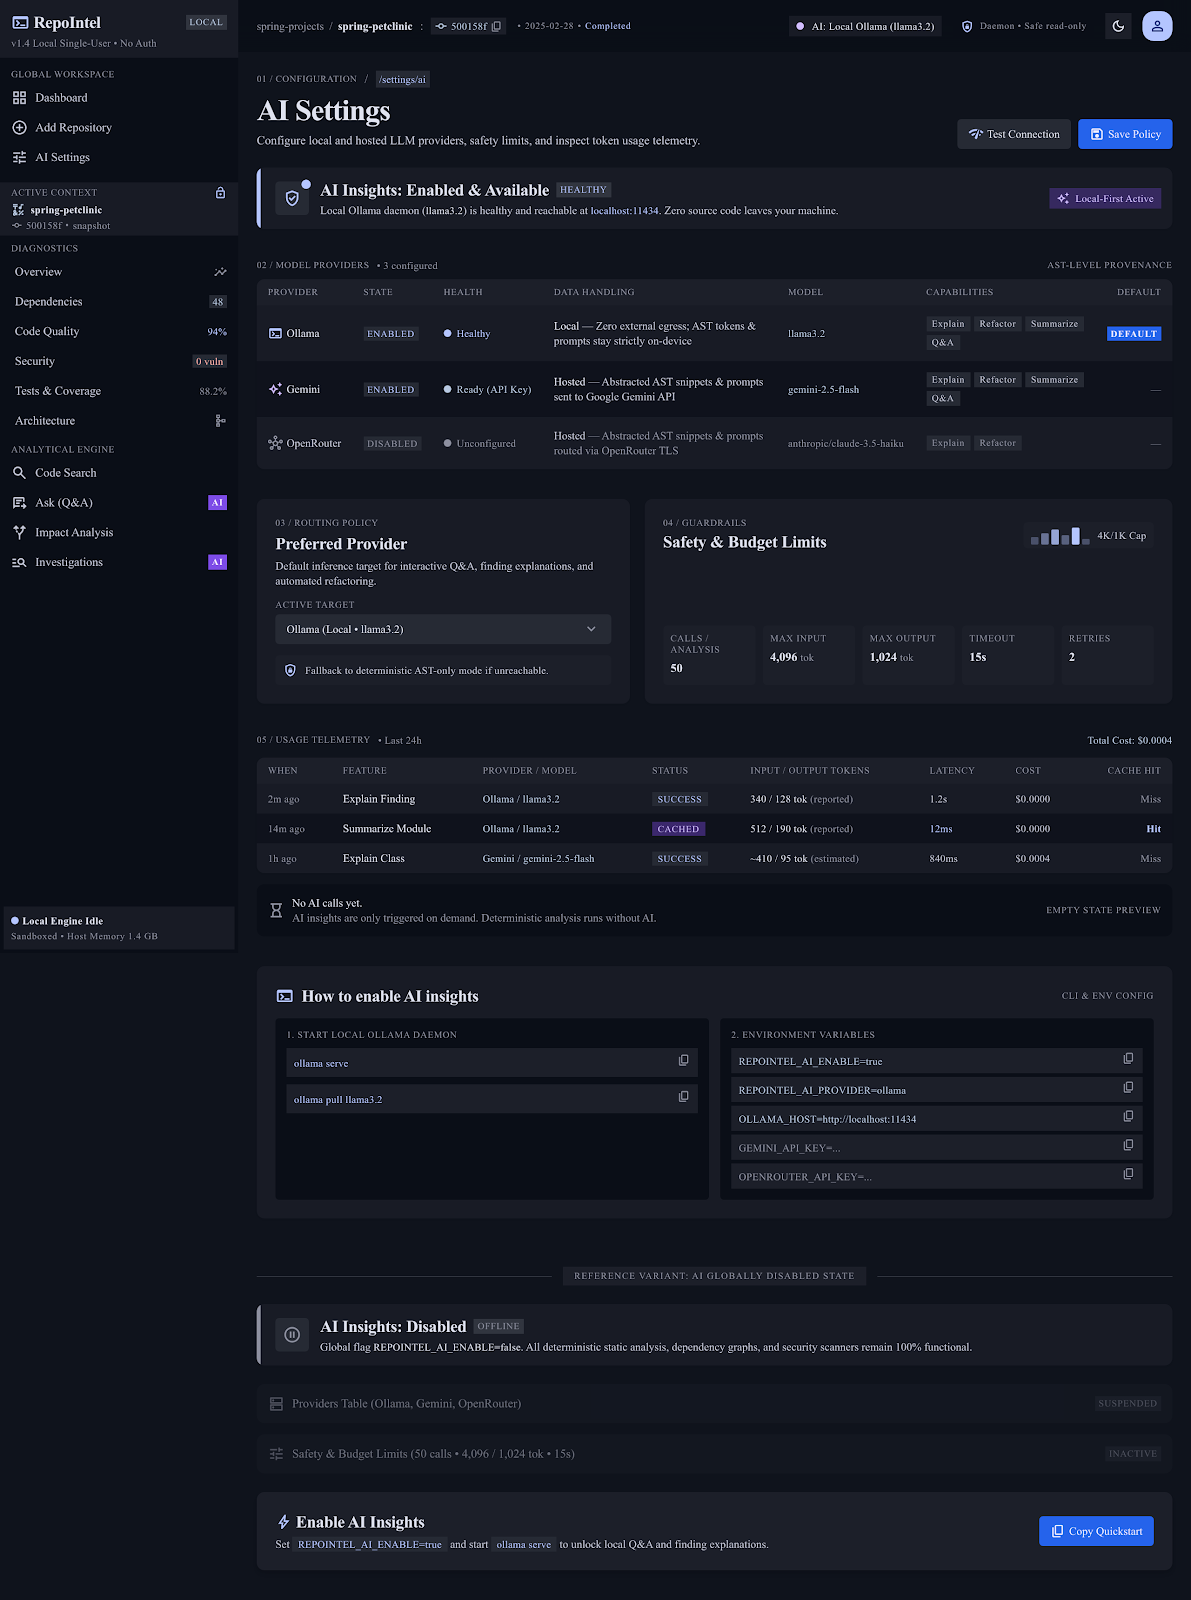 RepoIntel
LOCAL
v1.4 Local Single-User • No Auth
GLOBAL WORKSPACE
Dashboard
Add Repository
AI Settings
ACTIVE CONTEXT
spring-petclinic
500158f • snapshot
DIAGNOSTICS
Overview
Dependencies 48
Code Quality 94%
Security 0 vuln
Tests & Coverage 88.2%
Architecture
ANALYTICAL ENGINE
Code Search
Ask (Q&A) AI
Impact Analysis
Investigations AI
Local Engine Idle
Sandboxed • Host Memory 1.4 GB
spring-projects / spring-petclinic : 500158f • 2025-02-28 • Completed
AI: Local Ollama (llama3.2)
Daemon • Safe read-only
01 / CONFIGURATION / /settings/ai
AI Settings
Configure local and hosted LLM providers, safety limits, and inspect token usage telemetry.
Test Connection
Save Policy
AI Insights: Enabled & Available HEALTHY
Local Ollama daemon (llama3.2) is healthy and reachable at localhost:11434. Zero source code leaves your machine.
Local-First Active
02 / MODEL PROVIDERS • 3 configured
AST-LEVEL PROVENANCE
PROVIDER STATE HEALTH DATA HANDLING MODEL CAPABILITIES DEFAULT
Ollama ENABLED Healthy
Local — Zero external egress; AST tokens &
prompts stay strictly on-device
llama3.2
Explain Refactor Summarize
Q&A
DEFAULT
Gemini ENABLED Ready (API Key)
Hosted — Abstracted AST snippets & prompts
sent to Google Gemini API
gemini-2.5-flash
Explain Refactor Summarize
Q&A
—
OpenRouter DISABLED Unconfigured
Hosted — Abstracted AST snippets & prompts
routed via OpenRouter TLS
anthropic/claude-3.5-haiku
Explain Refactor
—
03 / ROUTING POLICY
Preferred Provider
Default inference target for interactive Q&A, finding explanations, and
automated refactoring.
ACTIVE TARGET
Ollama (Local • llama3.2)
Fallback to deterministic AST-only mode if unreachable.
04 / GUARDRAILS
Safety & Budget Limits
4K/1K Cap
CALLS /
ANALYSIS
50
MAX INPUT
4,096 tok
MAX OUTPUT
1,024 tok
TIMEOUT
15s
RETRIES
2
05 / USAGE TELEMETRY • Last 24h
Total Cost: $0.0004
WHEN FEATURE PROVIDER / MODEL STATUS INPUT / OUTPUT TOKENS LATENCY COST CACHE HIT
2m ago Explain Finding Ollama / llama3.2 SUCCESS 340 / 128 tok (reported) 1.2s $0.0000 Miss
14m ago Summarize Module Ollama / llama3.2 CACHED 512 / 190 tok (reported) 12ms $0.0000 Hit
1h ago Explain Class Gemini / gemini-2.5-flash SUCCESS ~410 / 95 tok (estimated) 840ms $0.0004 Miss
No AI calls yet.
AI insights are only triggered on demand. Deterministic analysis runs without AI.
EMPTY STATE PREVIEW
How to enable AI insights
CLI & ENV CONFIG
1. START LOCAL OLLAMA DAEMON
ollama serve
ollama pull llama3.2
2. ENVIRONMENT VARIABLES
REPOINTEL_AI_ENABLE=true
REPOINTEL_AI_PROVIDER=ollama
OLLAMA_HOST=http://localhost:11434
GEMINI_API_KEY=...
OPENROUTER_API_KEY=...
REFERENCE VARIANT: AI GLOBALLY DISABLED STATE
AI Insights: Disabled OFFLINE
Global flag REPOINTEL_AI_ENABLE=false. All deterministic static analysis, dependency graphs, and security scanners remain 100% functional.
Providers Table (Ollama, Gemini, OpenRouter)
SUSPENDED
Safety & Budget Limits (50 calls • 4,096 / 1,024 tok • 15s)
INACTIVE
Enable AI Insights
Set REPOINTEL_AI_ENABLE=true and start ollama serve to unlock local Q&A and finding explanations.
Copy Quickstart